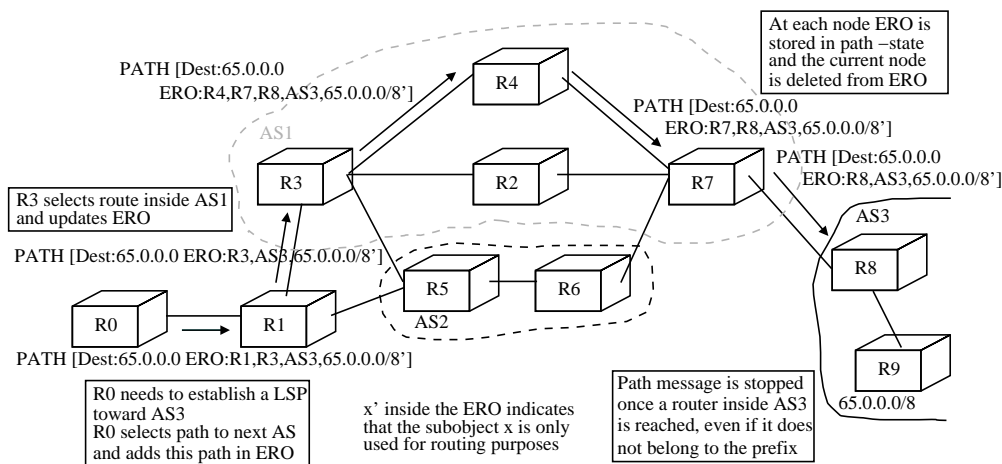 At each node ERO is
stored in path −state
and the current node
is deleted from ERO
PATH [Dest:65.0.0.0
ERO:R4,R7,R8,AS3,65.0.0.0/8’]
R4
PATH [Dest:65.0.0.0
ERO:R7,R8,AS3,65.0.0.0/8’]
AS1
PATH [Dest:65.0.0.0
ERO:R8,AS3,65.0.0.0/8’]
R3
R2
R7
R3 selects route inside AS1
and updates ERO
AS3
PATH [Dest:65.0.0.0 ERO:R3,AS3,65.0.0.0/8’]
R8
R5
R6
AS2
R0
R1
PATH [Dest:65.0.0.0 ERO:R1,R3,AS3,65.0.0.0/8’]
R9
65.0.0.0/8
R0 needs to establish a LSP
toward AS3
R0 selects path to next AS
and adds this path in ERO
x’ inside the ERO indicates
that the subobject x is only
used for routing purposes
Path message is stopped
once a router inside AS3
is reached, even if it does
not belong to the prefix